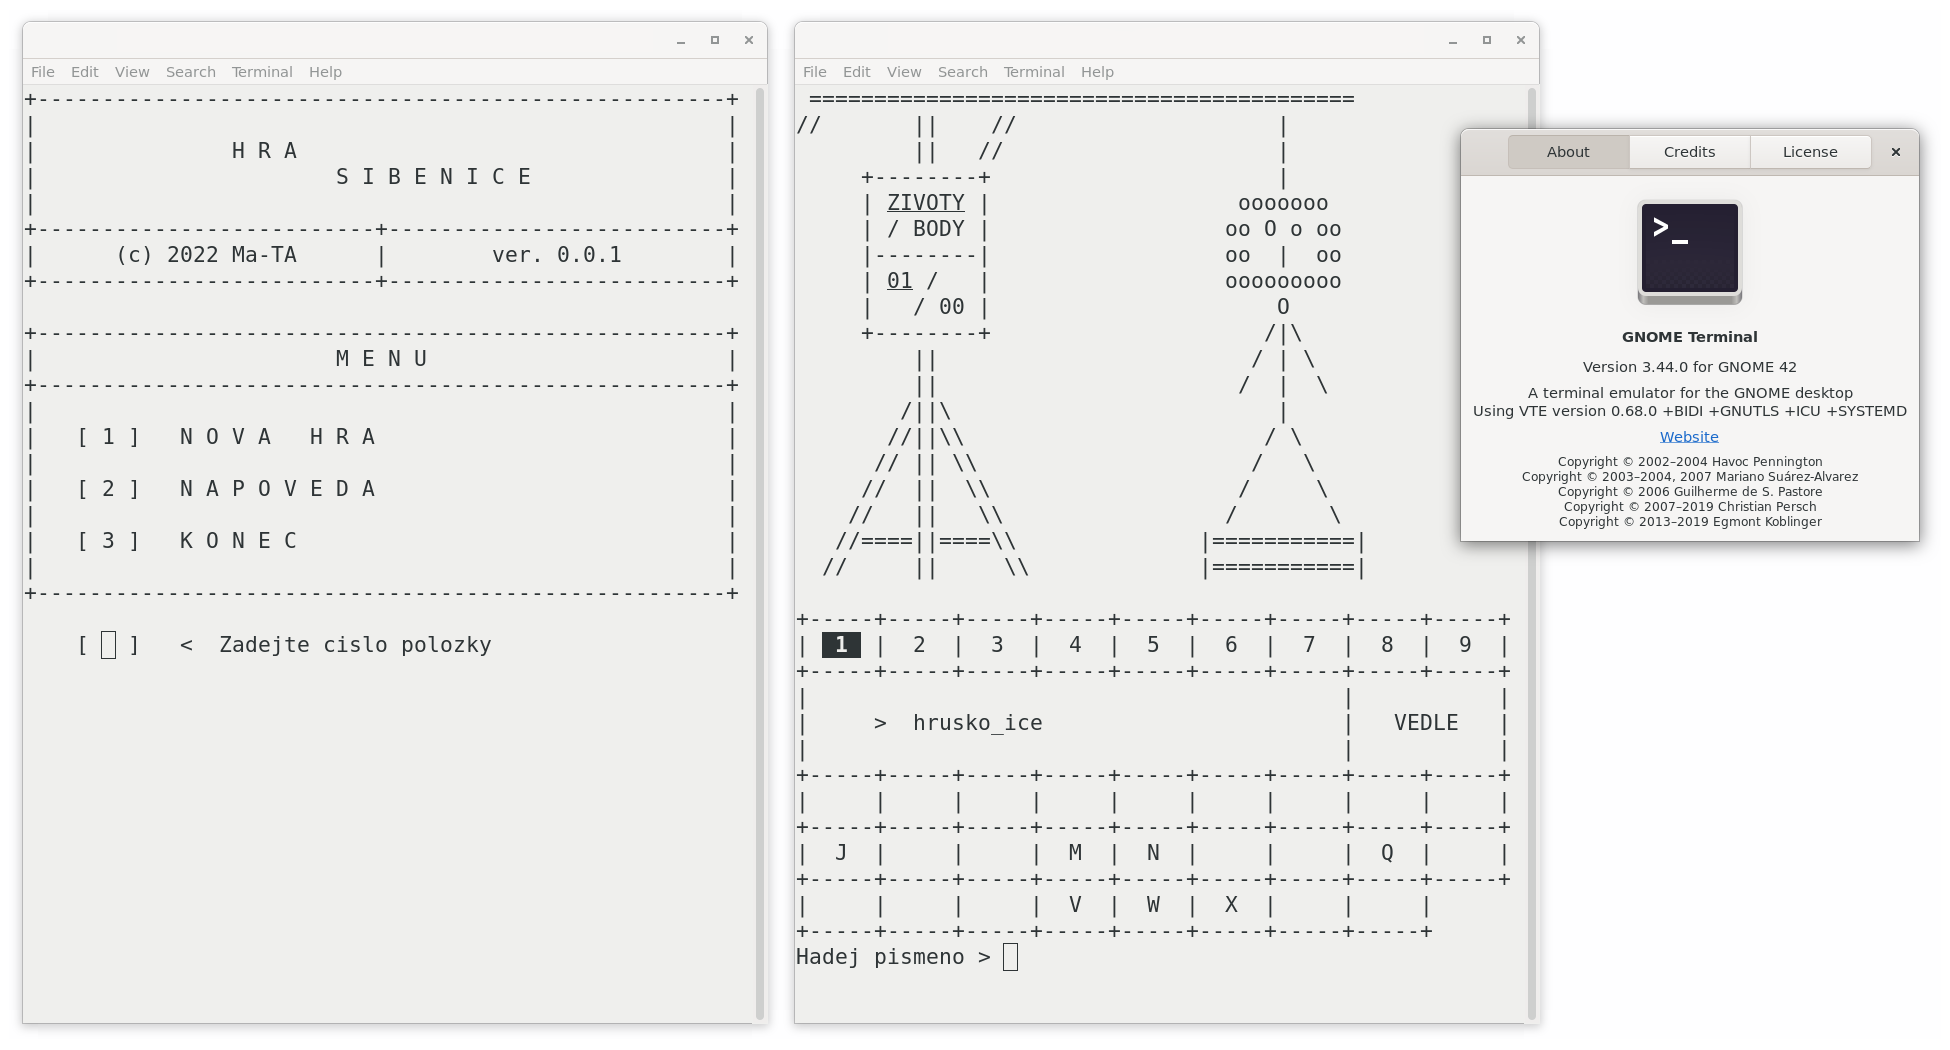 File Edit View Search Terminal Help
+-----------------------------------------------------+
|                                                     |
|               H R A                                 |
|                       S I B E N I C E               |
|                                                     |
+--------------------------+--------------------------+
|      (c) 2022 Ma-TA      |        ver. 0.0.1        |
+--------------------------+--------------------------+
+-----------------------------------------------------+
|                       M E N U                       |
+-----------------------------------------------------+
|                                                     |
|   [ 1 ]   N O V A   H R A                           |
|                                                     |
|   [ 2 ]   N A P O V E D A                           |
|                                                     |
|   [ 3 ]   K O N E C                                 |
|                                                     |
+-----------------------------------------------------+
    [   ]   <  Zadejte cislo polozky
File Edit View Search Terminal Help
 ==========================================
//       ||    //                    |
         ||   //                     |
     +--------+                      |
     | ZIVOTY |                   ooooooo
     | / BODY |                  oo O o oo
     |--------|                  oo  |  oo
     | 01 /   |                  ooooooooo
     |   / 00 |                      O
     +--------+                     /|\
         ||                        / | \
         ||                       /  |  \
        /||\                         |
       //||\\                       / \
      // || \\                     /   \
     //  ||  \\                   /     \
    //   ||   \\                 /       \
   //====||====\\              |===========|
  //     ||     \\             |===========|
+-----+-----+-----+-----+-----+-----+-----+-----+-----+
|  1  |  2  |  3  |  4  |  5  |  6  |  7  |  8  |  9  |
+-----+-----+-----+-----+-----+-----+-----+-----+-----+
|                                         |           |
|     >  hrusko_ice                       |   VEDLE   |
|                                         |           |
+-----+-----+-----+-----+-----+-----+-----+-----+-----+
|     |     |     |     |     |     |     |     |     |
+-----+-----+-----+-----+-----+-----+-----+-----+-----+
|  J  |     |     |  M  |  N  |     |     |  Q  |     |
+-----+-----+-----+-----+-----+-----+-----+-----+-----+
|     |     |     |  V  |  W  |  X  |     |     |
+-----+-----+-----+-----+-----+-----+-----+-----+
Hadej pismeno >
About Credits License
>_
GNOME Terminal
Version 3.44.0 for GNOME 42
A terminal emulator for the GNOME desktop
Using VTE version 0.68.0 +BIDI +GNUTLS +ICU +SYSTEMD
Website
Copyright © 2002–2004 Havoc Pennington
Copyright © 2003–2004, 2007 Mariano Suárez-Alvarez
Copyright © 2006 Guilherme de S. Pastore
Copyright © 2007–2019 Christian Persch
Copyright © 2013–2019 Egmont Koblinger